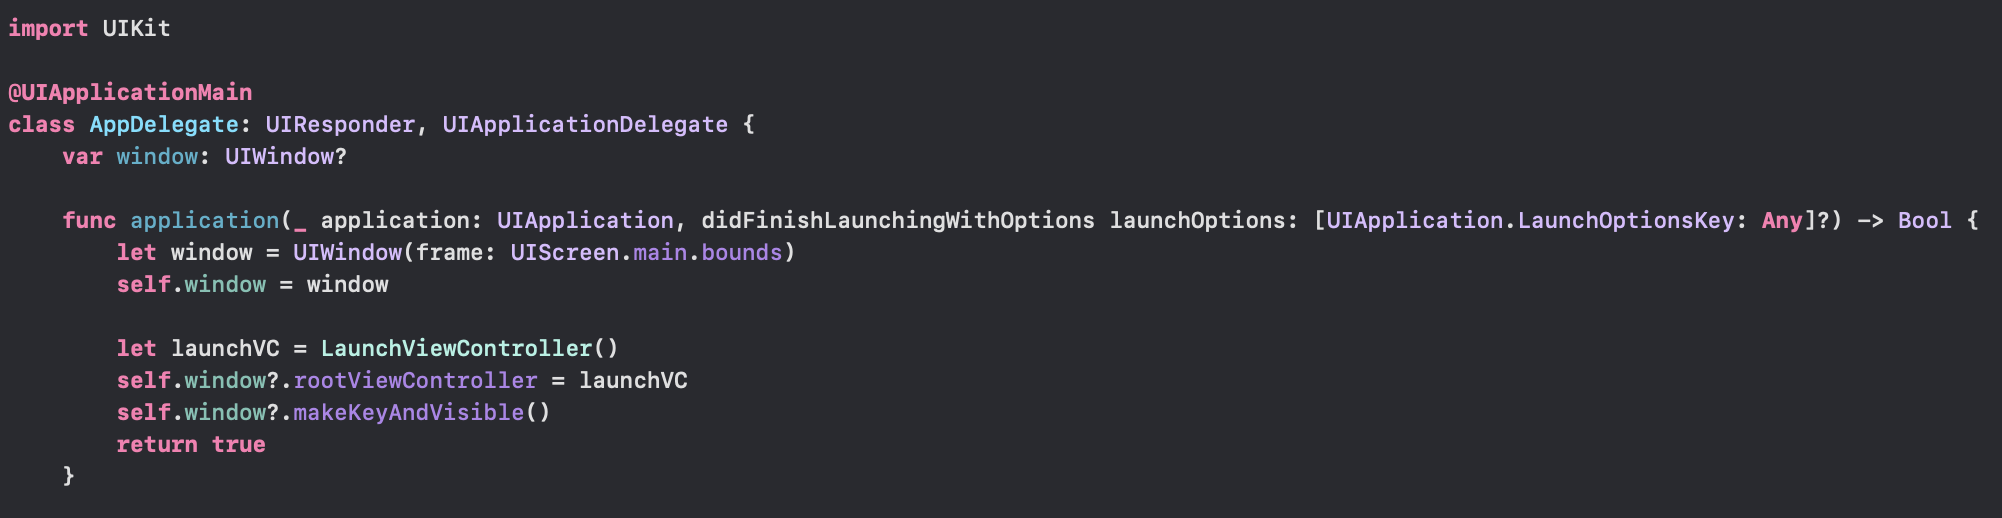 import UIKit
@UIApplicationMain
class AppDelegate: UIResponder, UIApplicationDelegate {
    var window: UIWindow?
    func application(_ application: UIApplication, didFinishLaunchingWithOptions launchOptions: [UIApplication.LaunchOptionsKey: Any]?) -> Bool {
        let window = UIWindow(frame: UIScreen.main.bounds)
        self.window = window
        let launchVC = LaunchViewController()
        self.window?.rootViewController = launchVC
        self.window?.makeKeyAndVisible()
        return true
    }